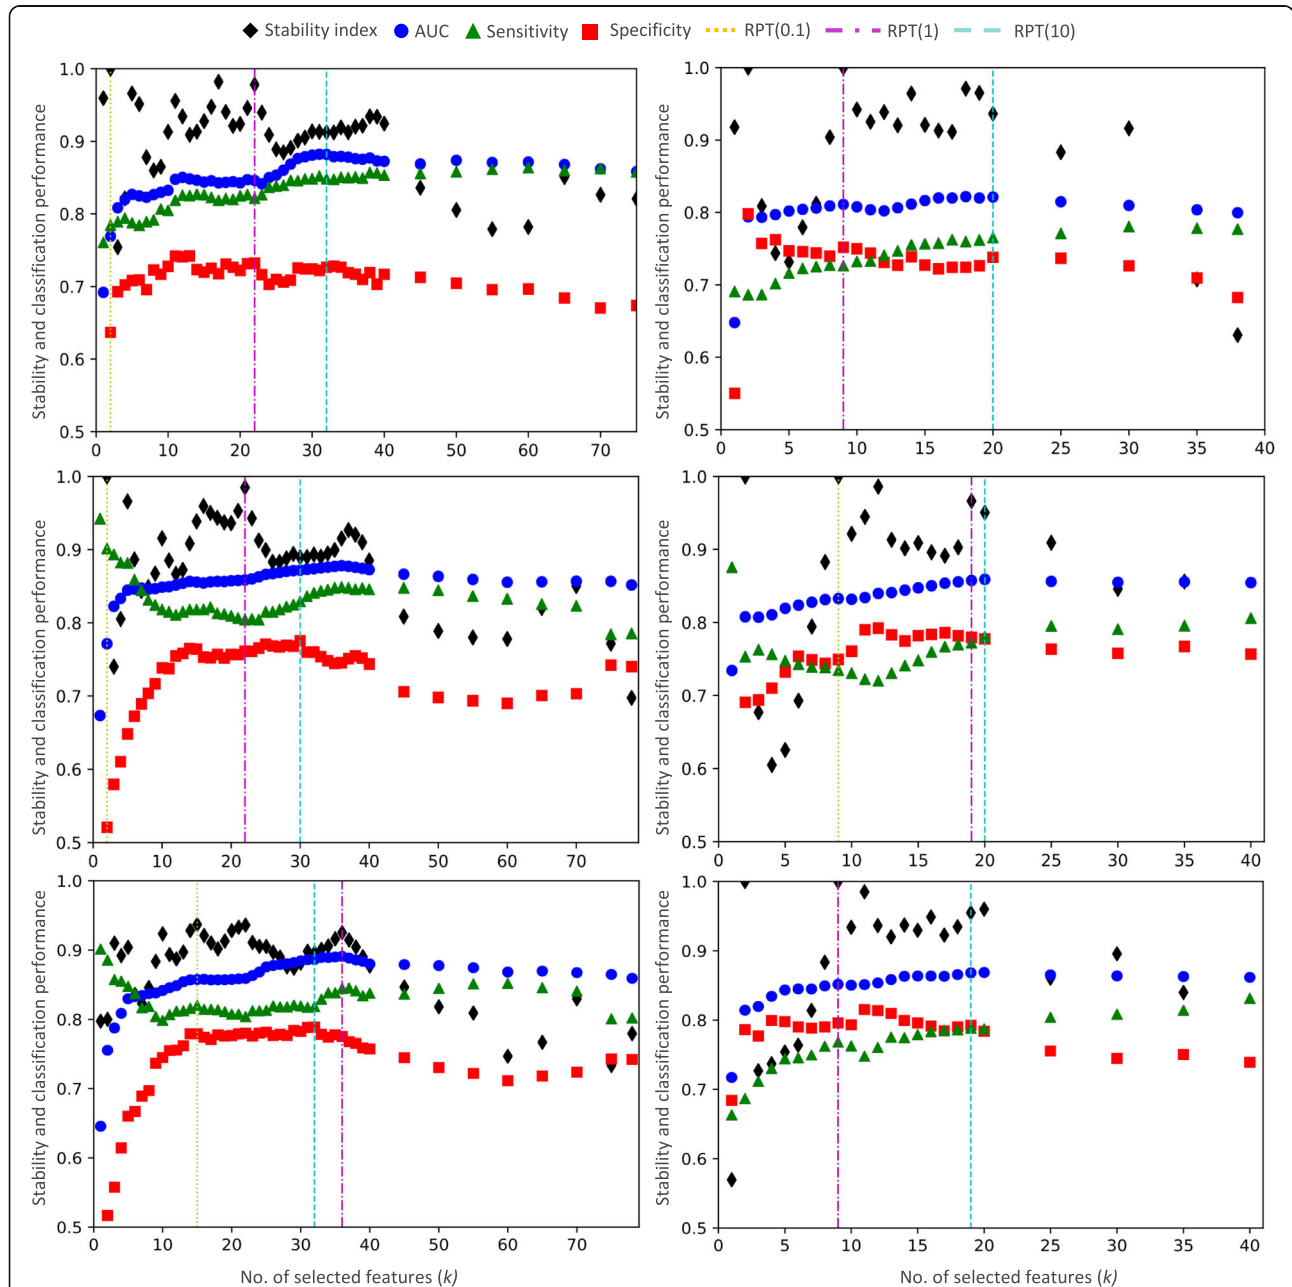 Stability index AUC Sensitivity Specificity RPT(0.1) RPT(1) RPT(10)
Stability and classification performance
1.0
0.9
0.8
0.7
0.6
0.5
0 10 20 30 40 50 60 70
Stability and classification performance
1.0
0.9
0.8
0.7
0.6
0.5
0 5 10 15 20 25 30 35 40
Stability and classification performance
1.0
0.9
0.8
0.7
0.6
0.5
0 10 20 30 40 50 60 70
Stability and classification performance
1.0
0.9
0.8
0.7
0.6
0.5
0 5 10 15 20 25 30 35 40
Stability and classification performance
1.0
0.9
0.8
0.7
0.6
0.5
0 10 20 30 40 50 60 70
No. of selected features (k)
Stability and classification performance
1.0
0.9
0.8
0.7
0.6
0.5
0 5 10 15 20 25 30 35 40
No. of selected features (k)